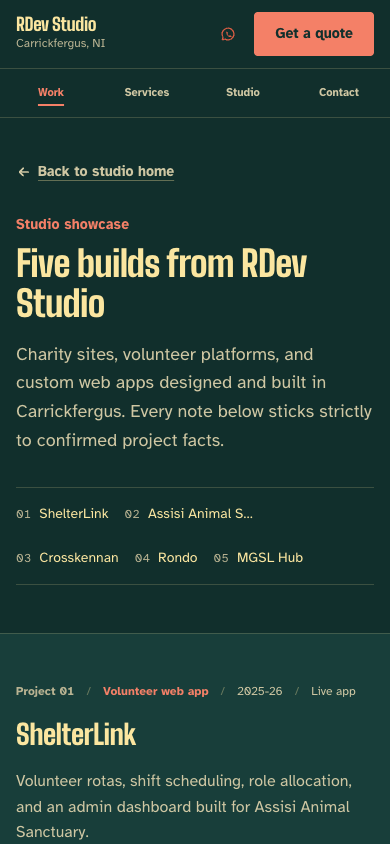 RDev Studio
Carrickfergus, NI
Get a quote
Work Services Studio Contact
← Back to studio home
Studio showcase
Five builds from RDev
Studio
Charity sites, volunteer platforms, and
custom web apps designed and built in
Carrickfergus. Every note below sticks strictly
to confirmed project facts.
01 ShelterLink 02 Assisi Animal S...
03 Crosskennan 04 Rondo 05 MGSL Hub
Project 01 / Volunteer web app / 2025-26 / Live app
ShelterLink
Volunteer rotas, shift scheduling, role allocation,
and an admin dashboard built for Assisi Animal
Sanctuary.